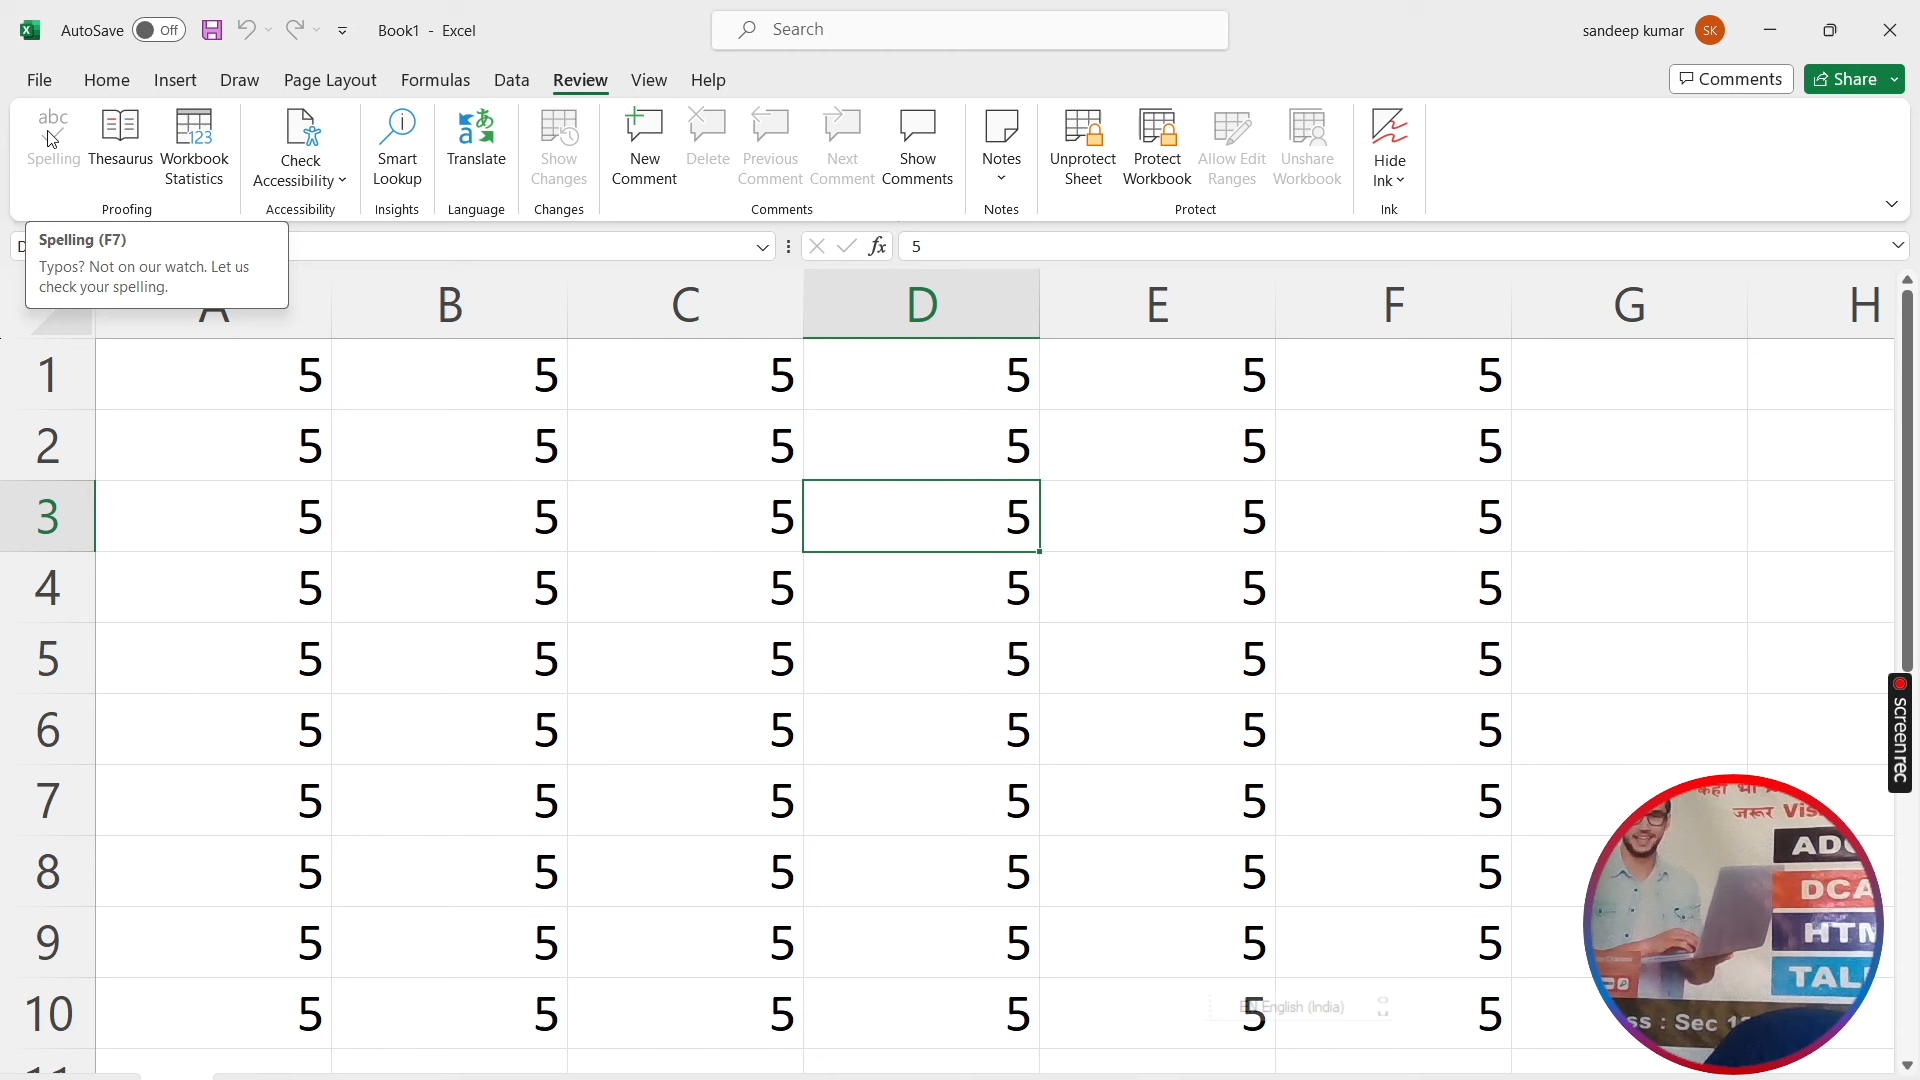 AutoSave Off Book1 - Excel Search sandeep kumar SK
File Home Insert Draw Page Layout Formulas Data Review View Help Comments Share
abc
Spelling Thesaurus Workbook Statistics Check Accessibility Smart Lookup Translate Show Changes New Comment Delete Previous Comment Next Comment Show Comments Notes Unprotect Sheet Protect Workbook Allow Edit Ranges Unshare Workbook Hide Ink
Proofing Accessibility Insights Language Changes Comments Notes Protect Ink
Spelling (F7)
Typos? Not on our watch. Let us
check your spelling.
fx 5
A B C D E F G H
1 5 5 5 5 5 5
2 5 5 5 5 5 5
3 5 5 5 5 5 5
4 5 5 5 5 5 5
5 5 5 5 5 5 5
6 5 5 5 5 5 5
7 5 5 5 5 5 5
8 5 5 5 5 5 5
9 5 5 5 5 5 5
10 5 5 5 5 5 5
EN English (India)
screenrec
जरूर Vis
ADC
DCA
HTM
TAL
ss : Sec